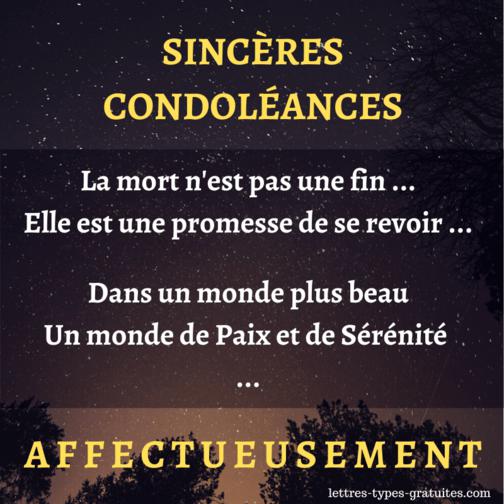 SINCÈRES
CONDOLÉANCES
La mort n'est pas une fin ...
Elle est une promesse de se revoir ...
Dans un monde plus beau
Un monde de Paix et de Sérénité
...
AFFECTUEUSEMENT
lettres-types-gratuites.com